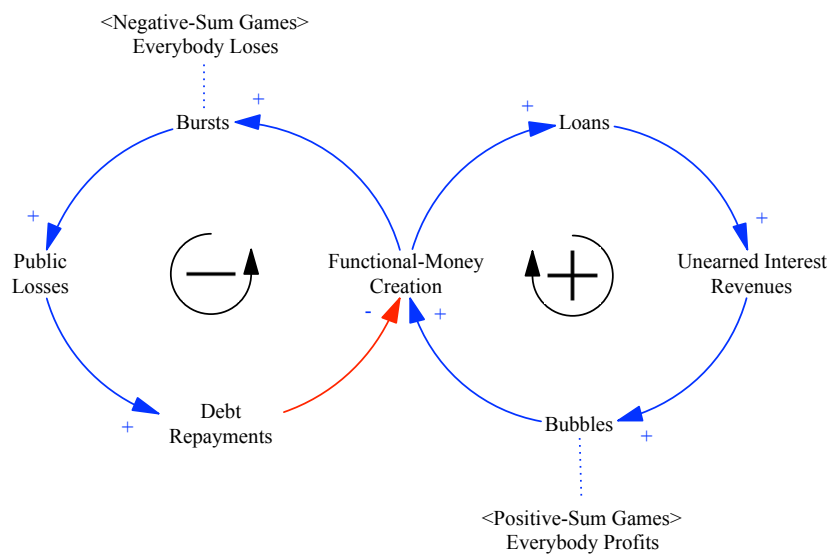 <Negative-Sum Games>
Everybody Loses
+
+
Bursts
Loans
+
+
Public
Losses
−
Functional-Money
Creation
+
Unearned Interest
Revenues
-
+
Debt
Repayments
+
Bubbles
+
<Positive-Sum Games>
Everybody Profits